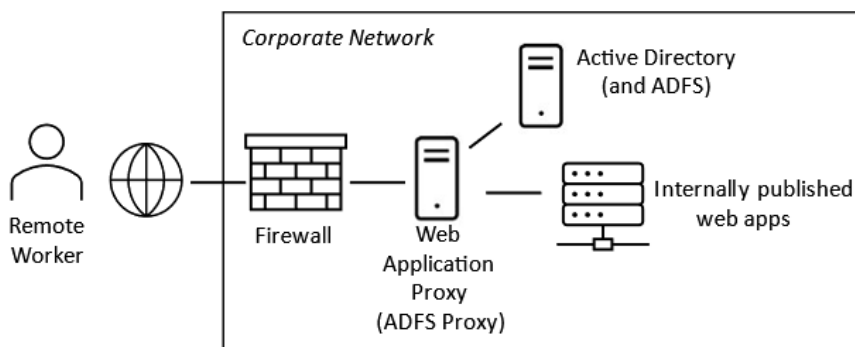 Corporate Network
Active Directory
(and ADFS)
Remote
Worker
Firewall
Web
Application
Proxy
(ADFS Proxy)
Internally published
web apps